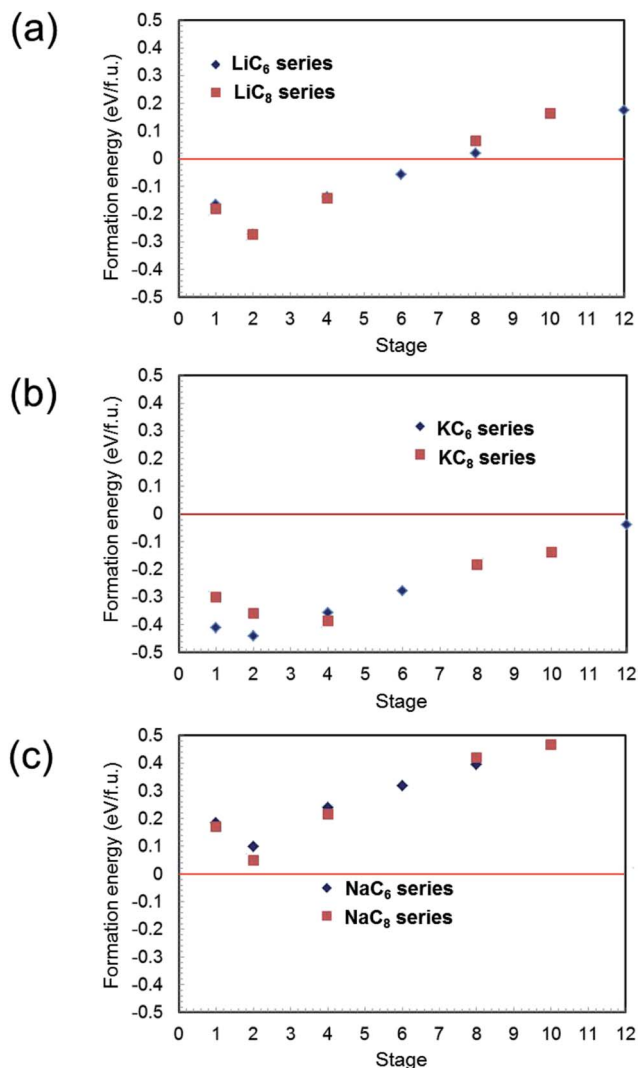 (a)
Formation energy (eV/f.u.)
0.5
0.4
0.3
0.2
0.1
0
-0.1
-0.2
-0.3
-0.4
-0.5
LiC₆ series
LiC₈ series
0 1 2 3 4 5 6 7 8 9 10 11 12
Stage
(b)
Formation energy (eV/f.u.)
0.5
0.4
0.3
0.2
0.1
0
-0.1
-0.2
-0.3
-0.4
-0.5
KC₆ series
KC₈ series
0 1 2 3 4 5 6 7 8 9 10 11 12
Stage
(c)
Formation energy (eV/f.u.)
0.5
0.4
0.3
0.2
0.1
0
-0.1
-0.2
-0.3
-0.4
-0.5
NaC₆ series
NaC₈ series
0 1 2 3 4 5 6 7 8 9 10 11 12
Stage